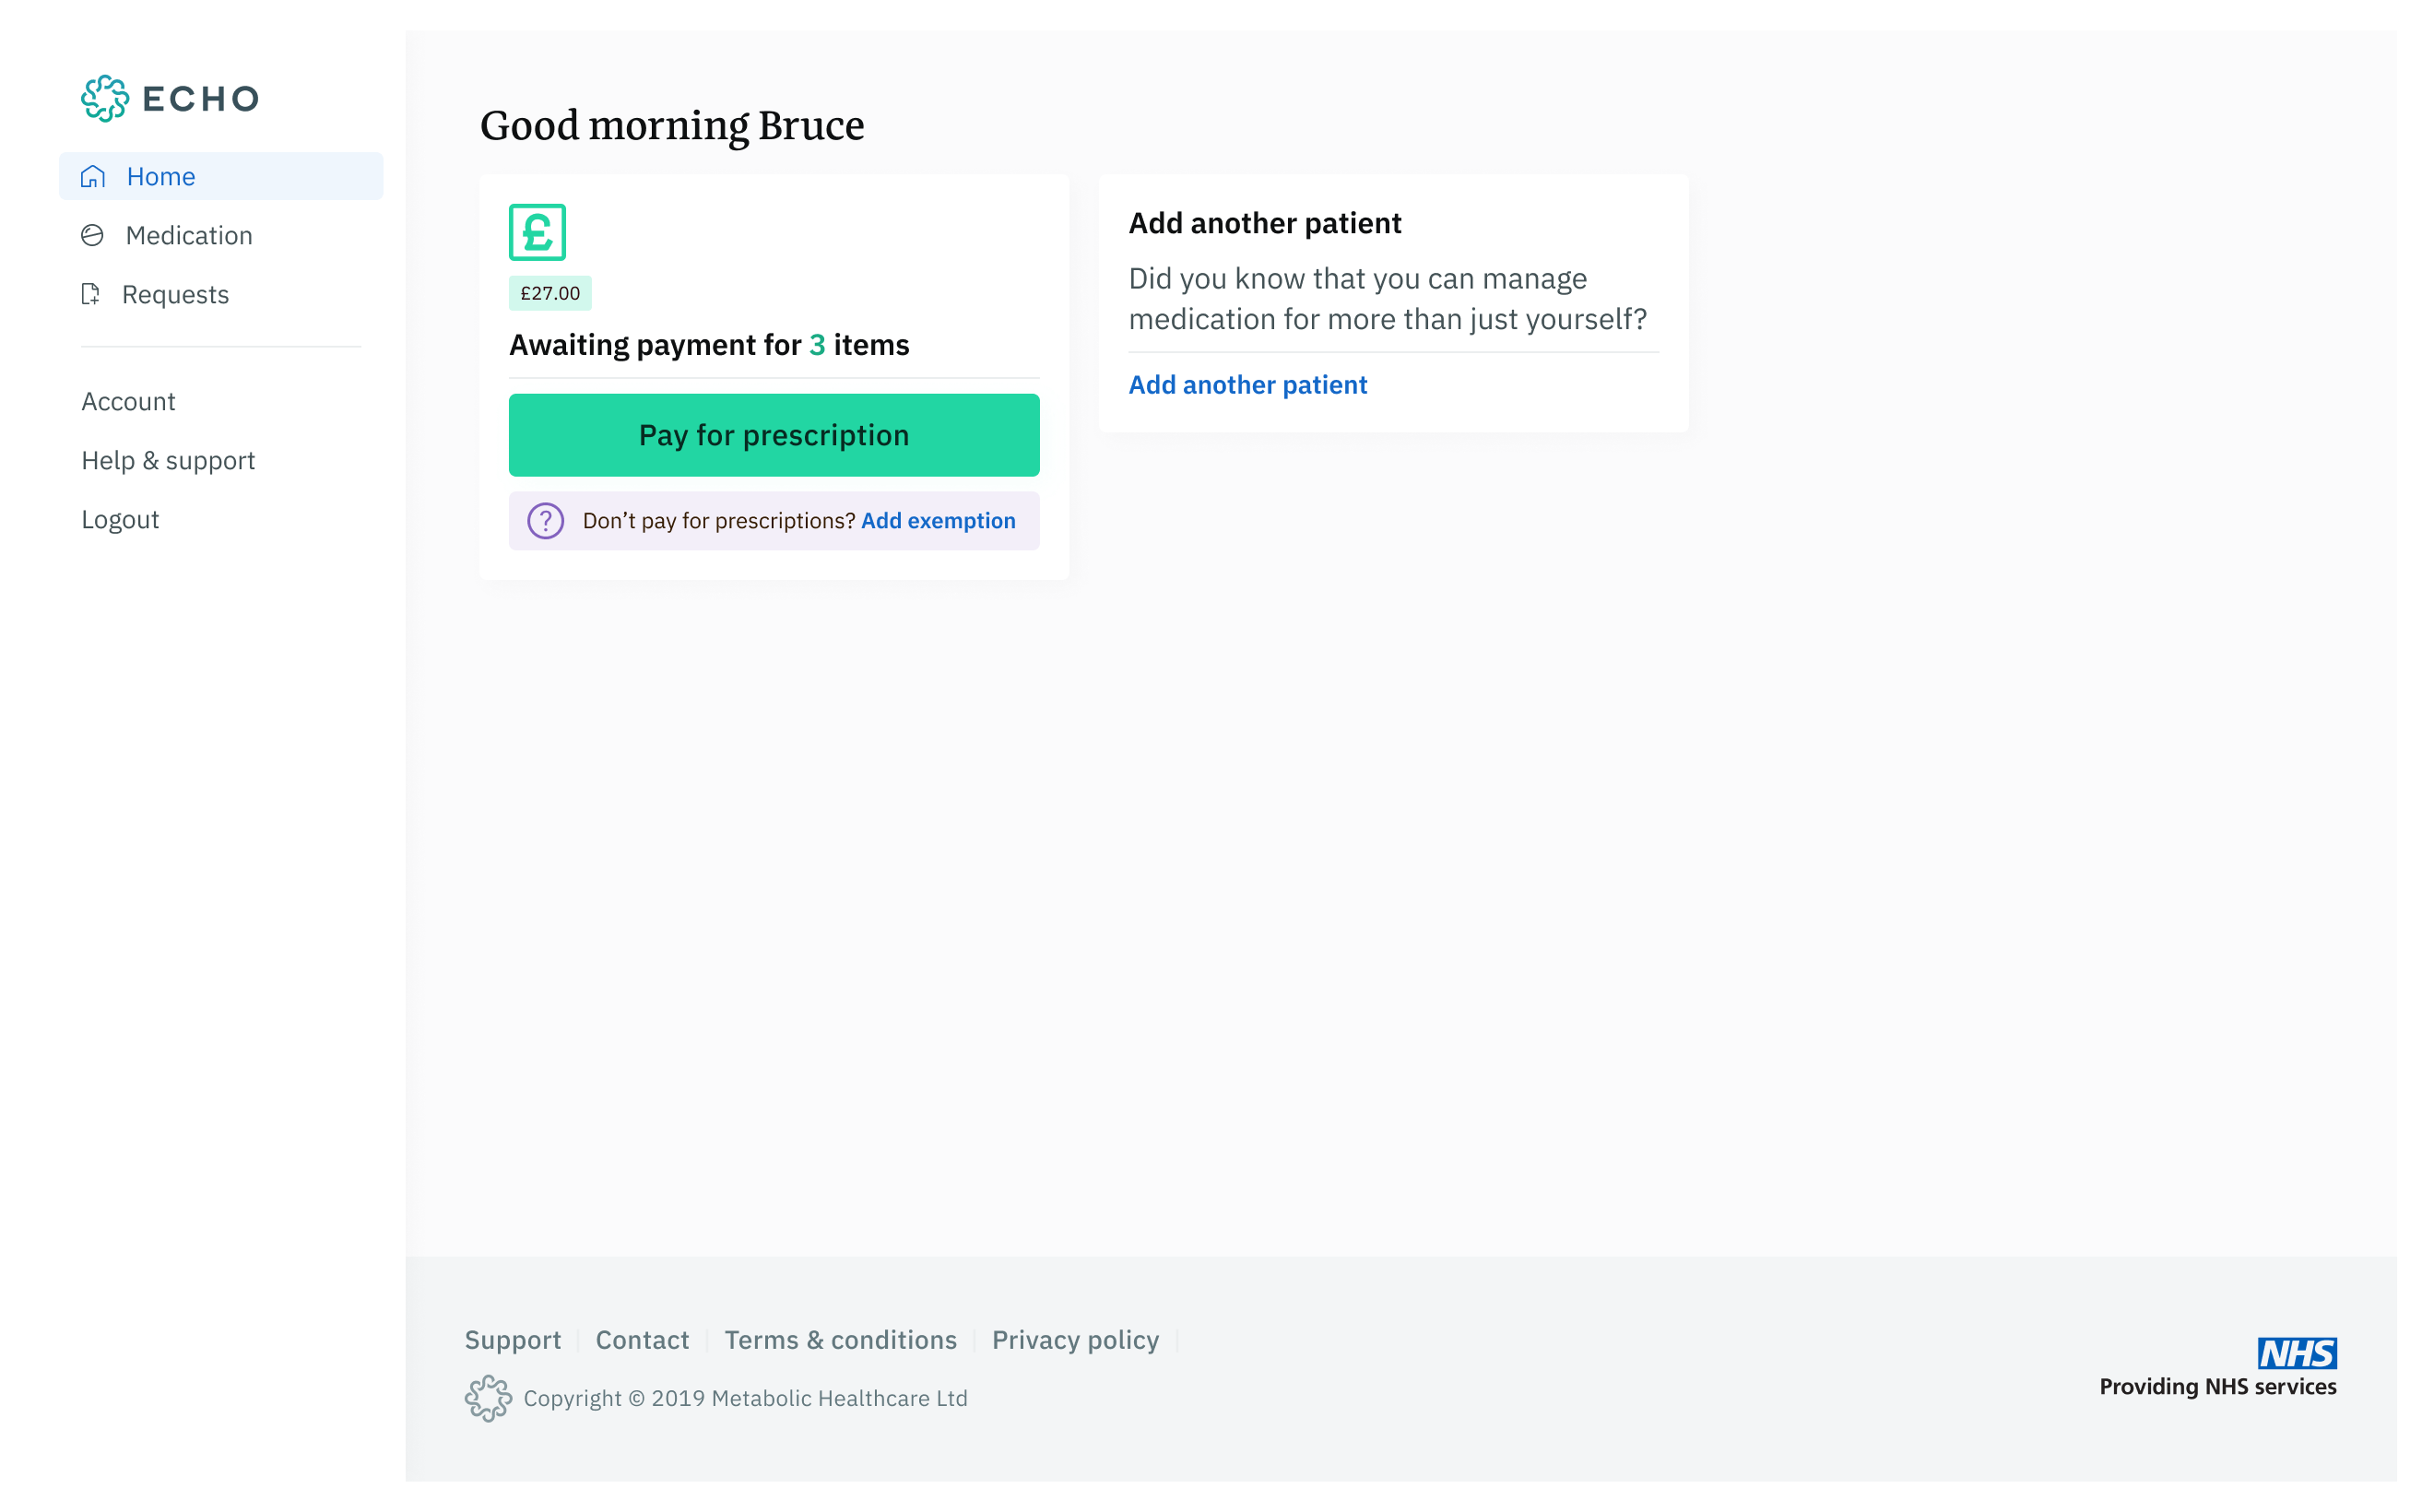 ECHO
Home
Medication
Requests
Account
Help & support
Logout
Good morning Bruce
£
£27.00
Awaiting payment for 3 items
Pay for prescription
? Don’t pay for prescriptions? Add exemption
Add another patient
Did you know that you can manage
medication for more than just yourself?
Add another patient
Support
Contact
Terms & conditions
Privacy policy
Copyright © 2019 Metabolic Healthcare Ltd
NHS
Providing NHS services